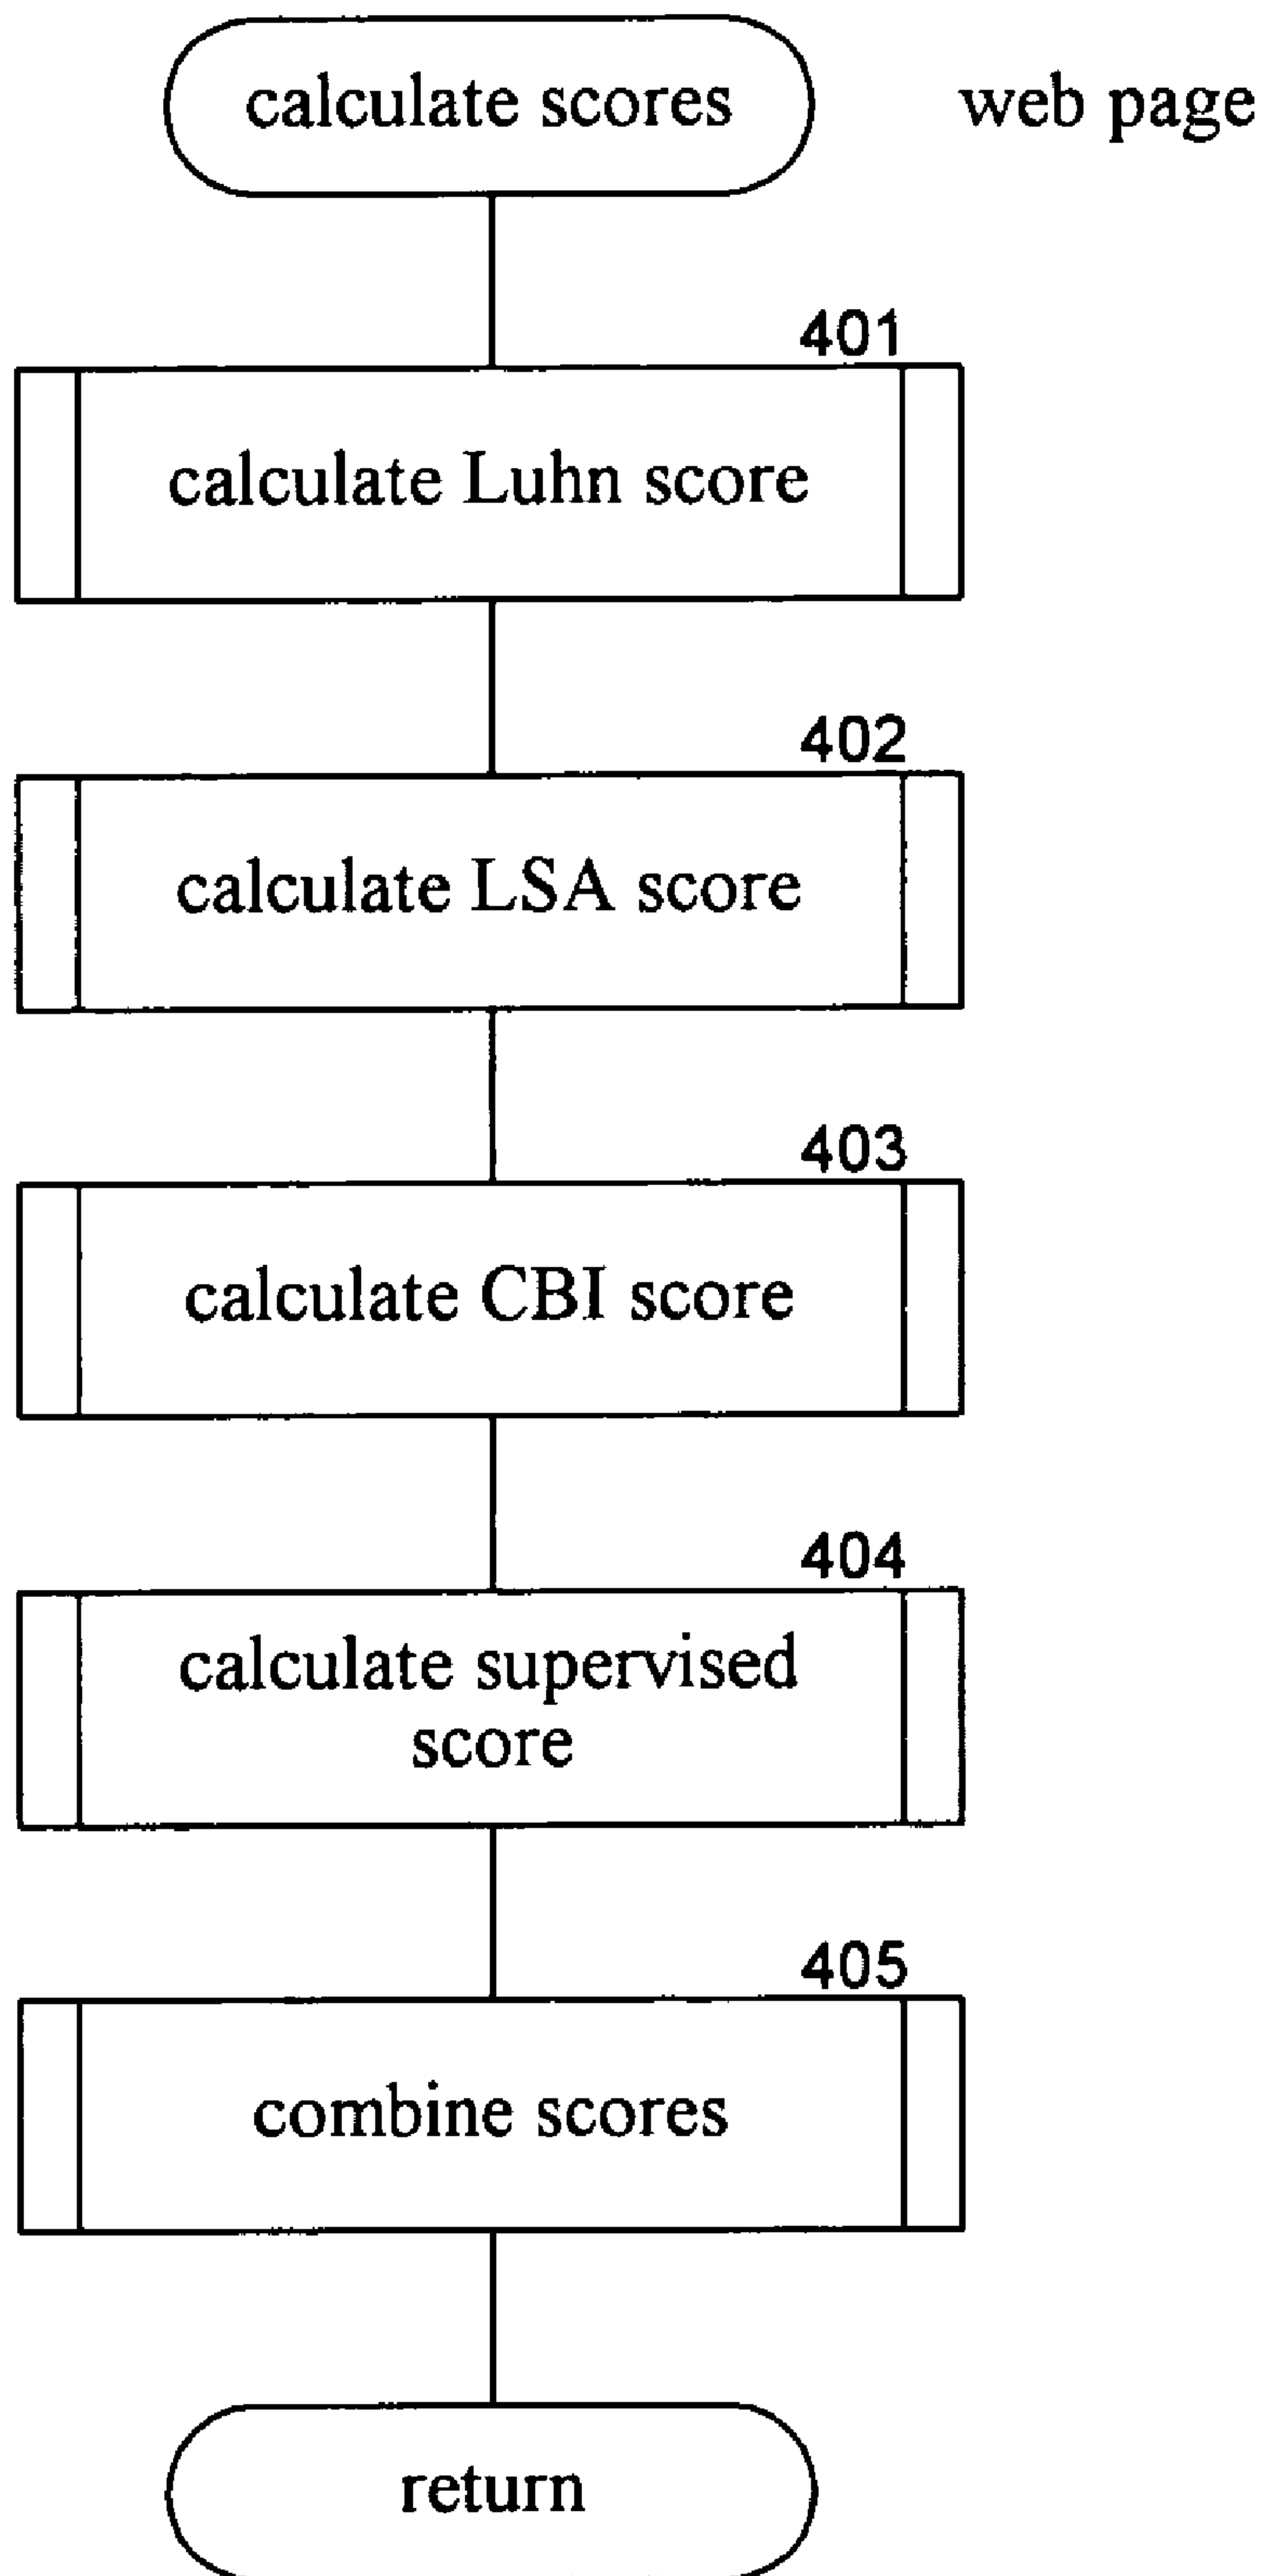 calculate scores
web page
401
calculate Luhn score
402
calculate LSA score
403
calculate CBI score
404
calculate supervised
score
405
combine scores
return